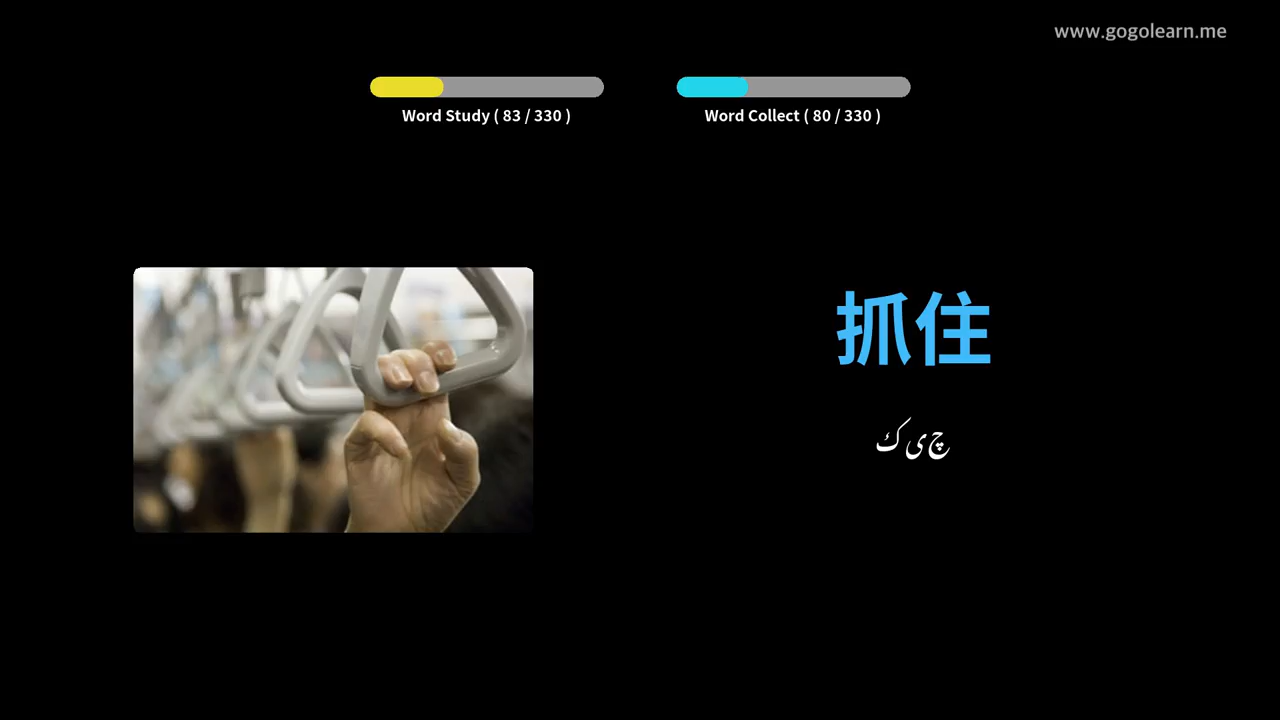 www.gogolearn.me
Word Study ( 83 / 330 )
Word Collect ( 80 / 330 )
抓住
چ ی ک